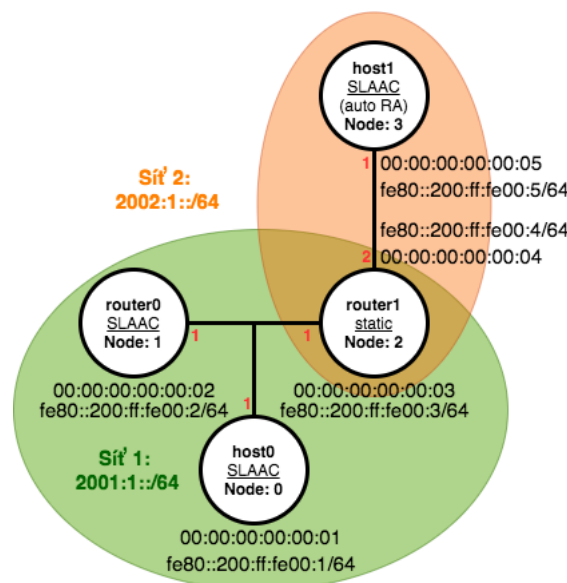 host1
SLAAC
(auto RA)
Node: 3
1
00:00:00:00:00:05
fe80::200:ff:fe00:5/64
Síť 2:
2002:1::/64
fe80::200:ff:fe00:4/64
2
00:00:00:00:00:04
router0
SLAAC
Node: 1
1
1
router1
static
Node: 2
00:00:00:00:00:02
fe80::200:ff:fe00:2/64
1
00:00:00:00:00:03
fe80::200:ff:fe00:3/64
Síť 1:
2001:1::/64
host0
SLAAC
Node: 0
00:00:00:00:00:01
fe80::200:ff:fe00:1/64